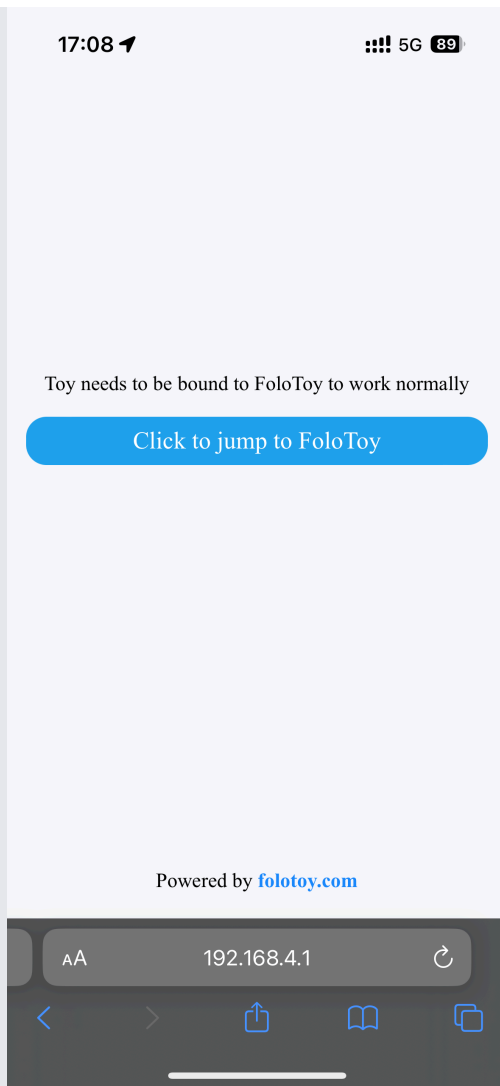 17:08
5G 89
Toy needs to be bound to FoloToy to work normally
Click to jump to FoloToy
Powered by folotoy.com
AA 192.168.4.1